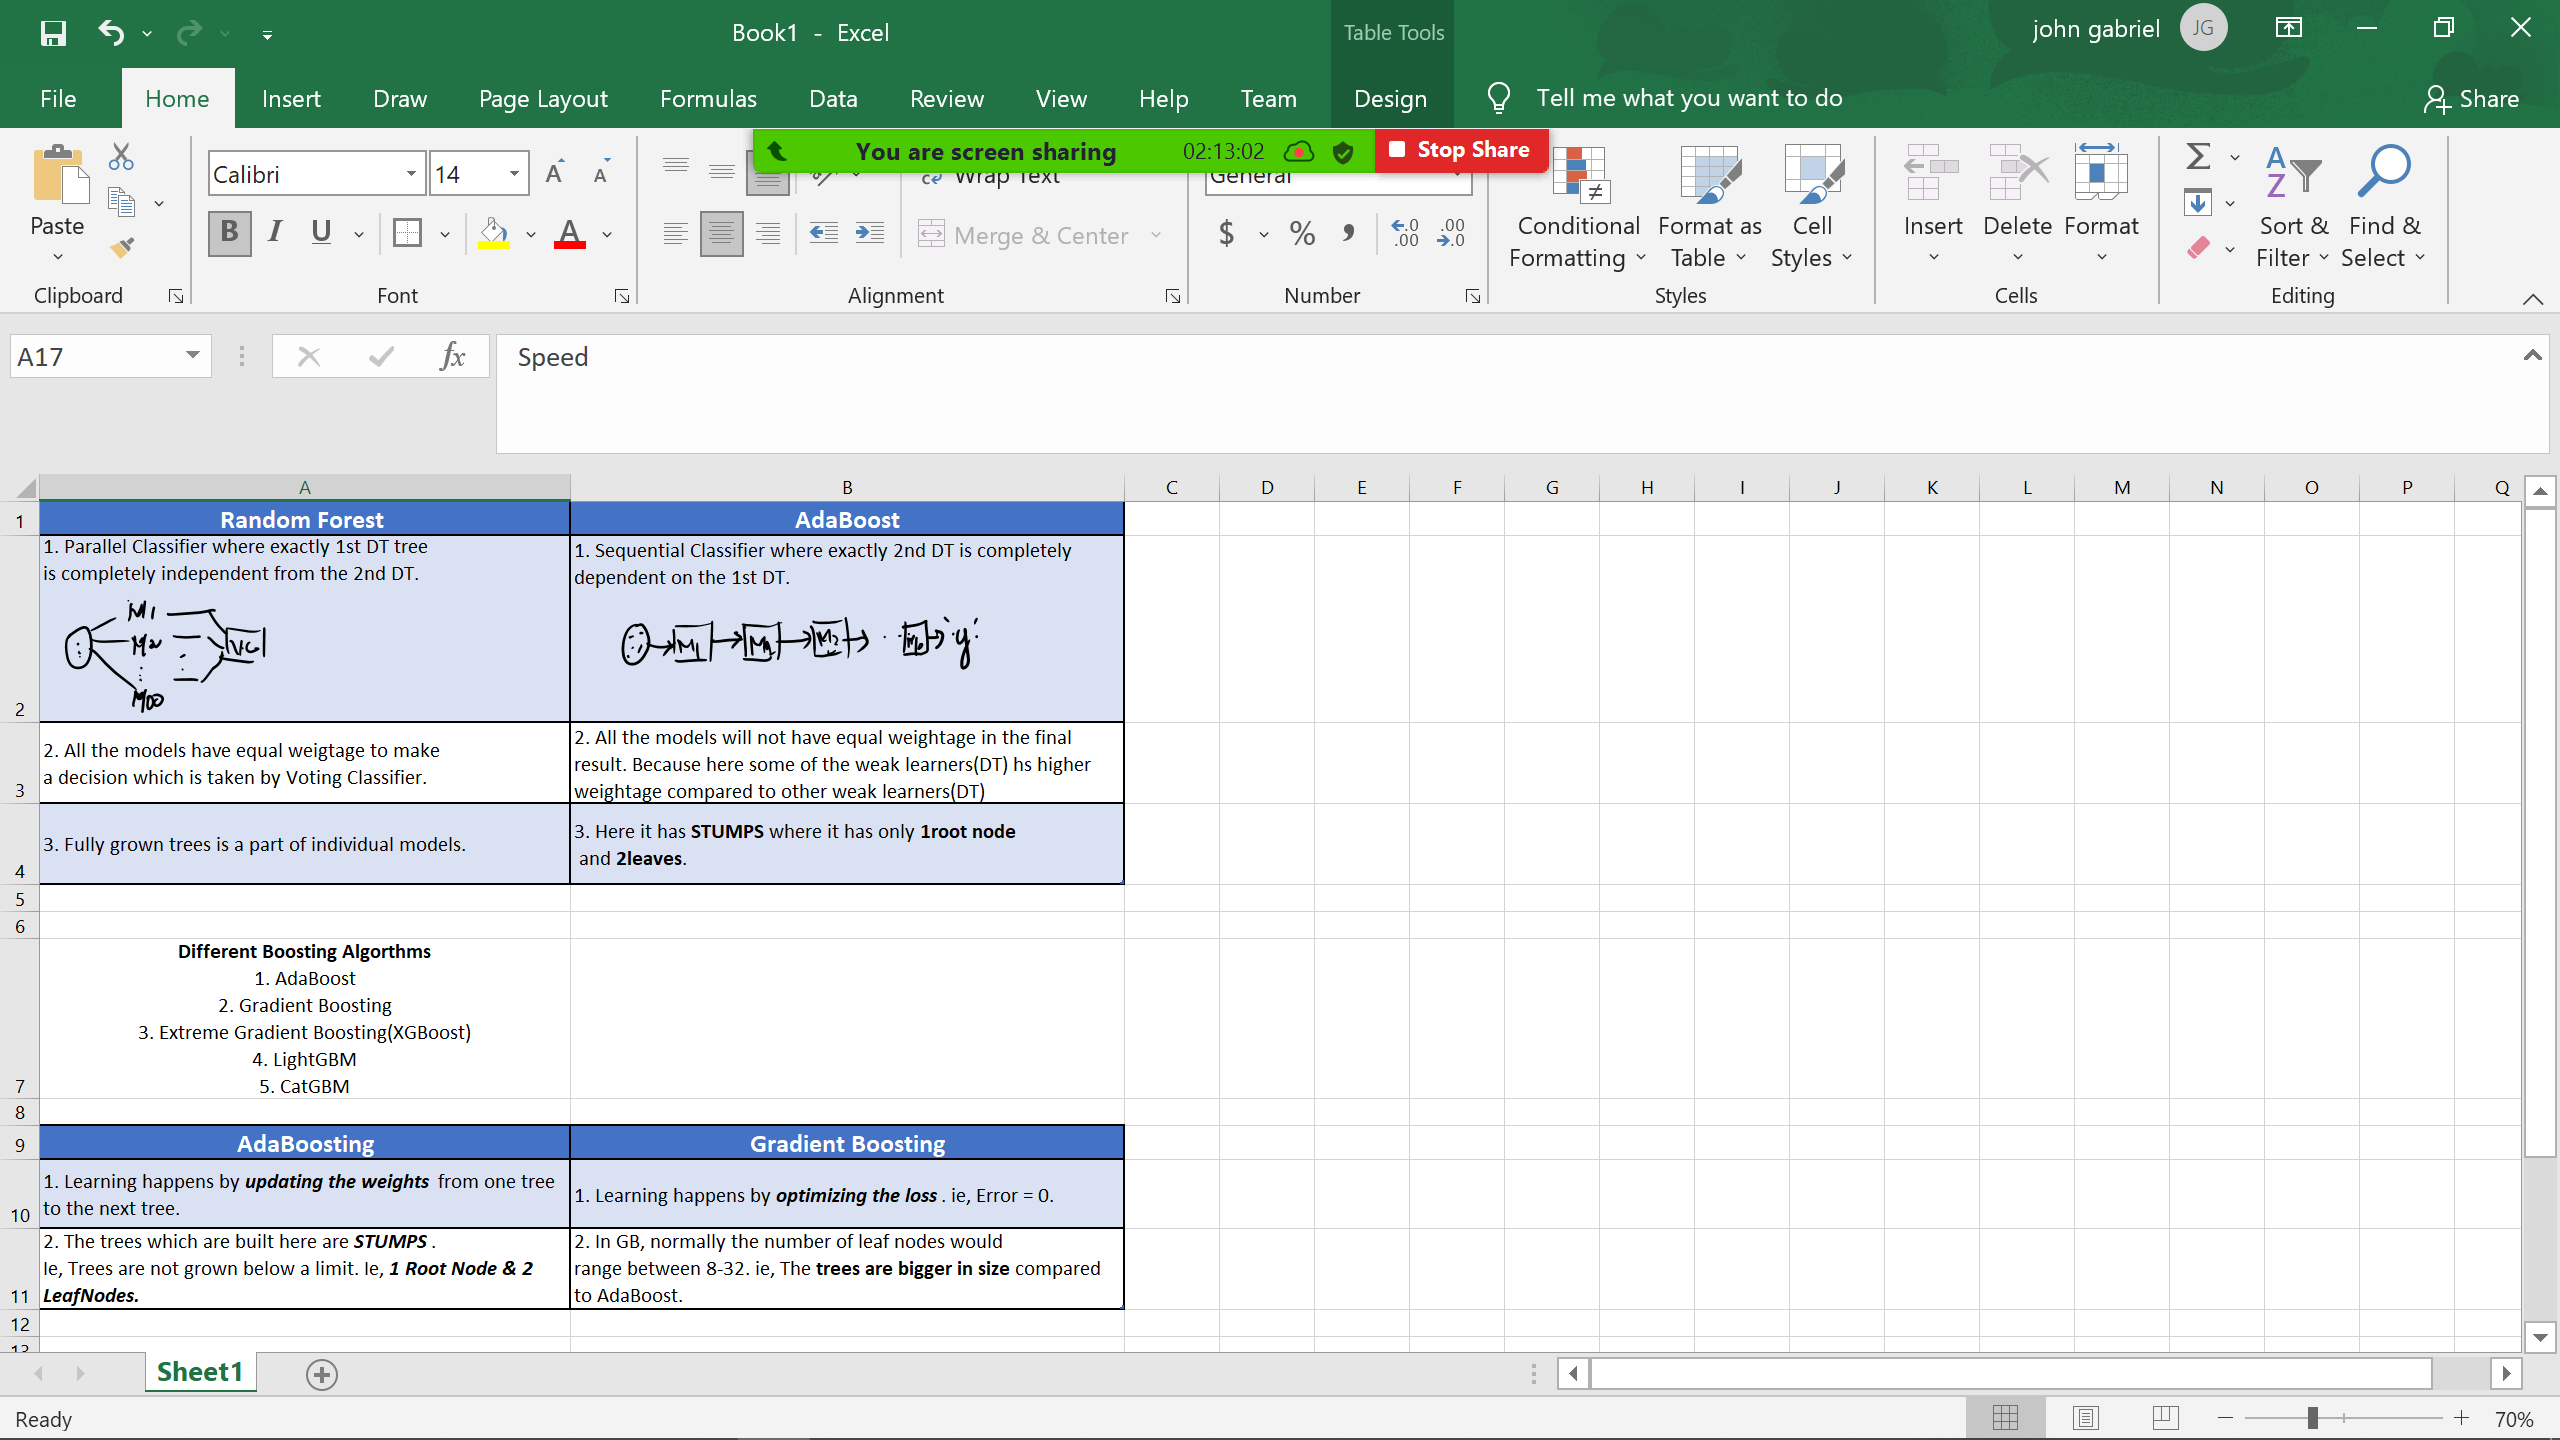 Book1 - Excel
Table Tools
john gabriel
JG
File
Home
Insert
Draw
Page Layout
Formulas
Data
Review
View
Help
Team
Design
Tell me what you want to do
Share
You are screen sharing
02:13:02
Stop Share
Calibri
14
Wrap Text
General
Paste
Merge & Center
Conditional
Formatting
Format as
Table
Cell
Styles
Insert
Delete
Format
Sort &
Filter
Find &
Select
Clipboard
Font
Alignment
Number
Styles
Cells
Editing
A17
fx
Speed
A B C D E F G H I J K L M N O P Q
1
Random Forest
AdaBoost
2
1. Parallel Classifier where exactly 1st DT tree
is completely independent from the 2nd DT.
M1
M2
M00
VC
1. Sequential Classifier where exactly 2nd DT is completely
dependent on the 1st DT.
M1
M2
'y'
3
2. All the models have equal weigtage to make
a decision which is taken by Voting Classifier.
2. All the models will not have equal weightage in the final
result. Because here some of the weak learners(DT) hs higher
weightage compared to other weak learners(DT)
4
3. Fully grown trees is a part of individual models.
3. Here it has STUMPS where it has only 1root node
and 2leaves.
5
6
7
Different Boosting Algorthms
1. AdaBoost
2. Gradient Boosting
3. Extreme Gradient Boosting(XGBoost)
4. LightGBM
5. CatGBM
8
9
AdaBoosting
Gradient Boosting
10
1. Learning happens by updating the weights from one tree
to the next tree.
1. Learning happens by optimizing the loss . ie, Error = 0.
11
2. The trees which are built here are STUMPS .
Ie, Trees are not grown below a limit. Ie, 1 Root Node & 2
LeafNodes.
2. In GB, normally the number of leaf nodes would
range between 8-32. ie, The trees are bigger in size compared
to AdaBoost.
12
13
Sheet1
Ready
70%